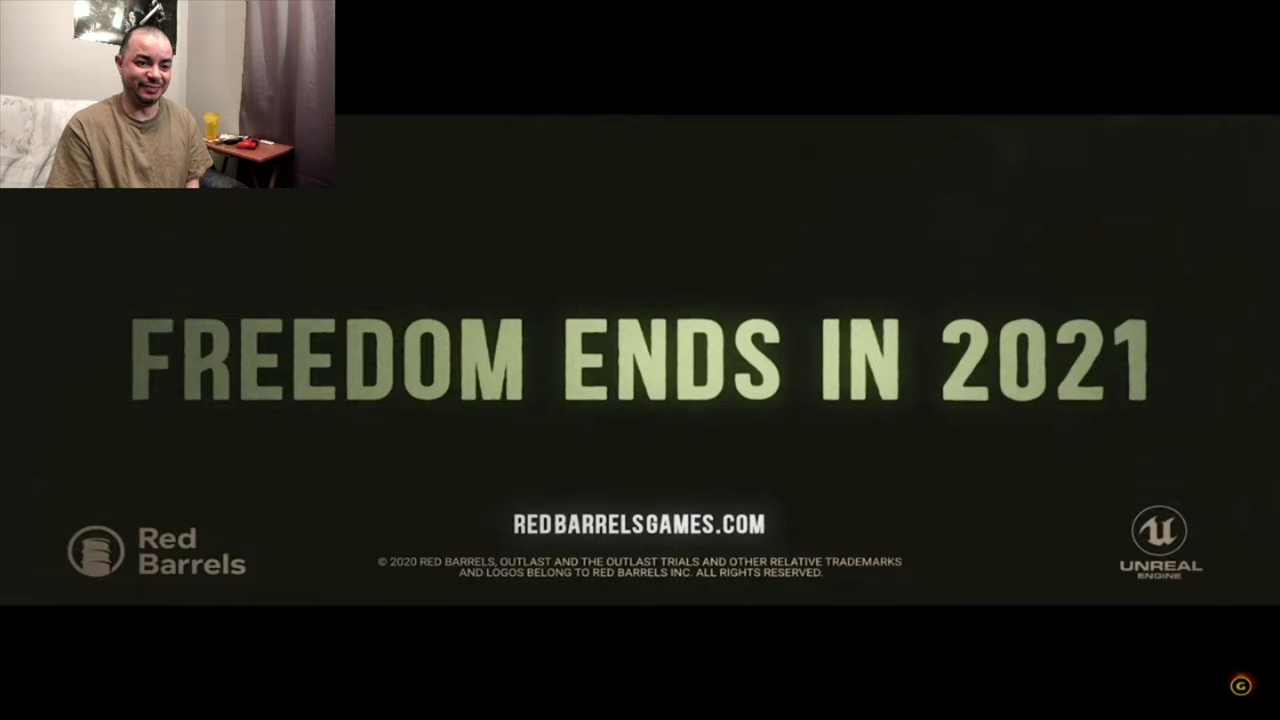 FREEDOM ENDS IN 2021
REDBARRELSGAMES.COM
Red
Barrels
© 2020 RED BARRELS, OUTLAST AND THE OUTLAST TRIALS AND OTHER RELATIVE TRADEMARKS
AND LOGOS BELONG TO RED BARRELS INC. ALL RIGHTS RESERVED.
UNREAL
ENGINE
G